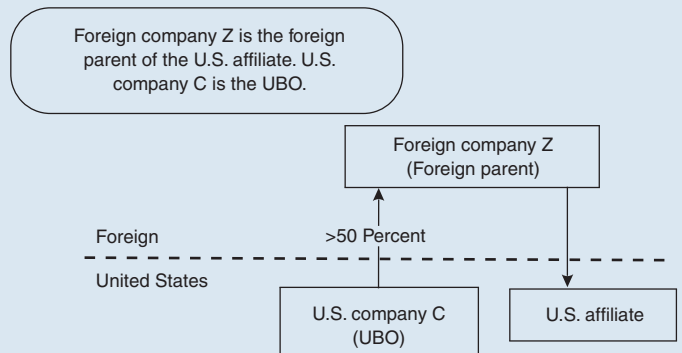 Foreign company Z is the foreign
parent of the U.S. affiliate. U.S.
company C is the UBO.
Foreign company Z
(Foreign parent)
Foreign
>50 Percent
United States
U.S. company C
(UBO)
U.S. affiliate